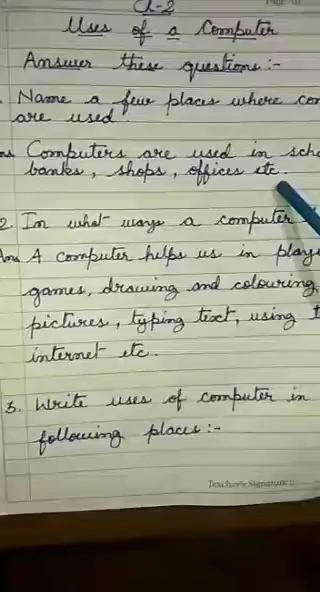 Ch-2
Uses of a Computer
Answer these questions:-
Name a few places where
are used.
Computers are used in
banks, shops, offices etc.
2. In what ways a computer
Ans A computer helps us in
games, drawing and colouring
pictures, typing text, using
internet etc.
3. Write uses of computer in
following places:-
Teacher's Signature